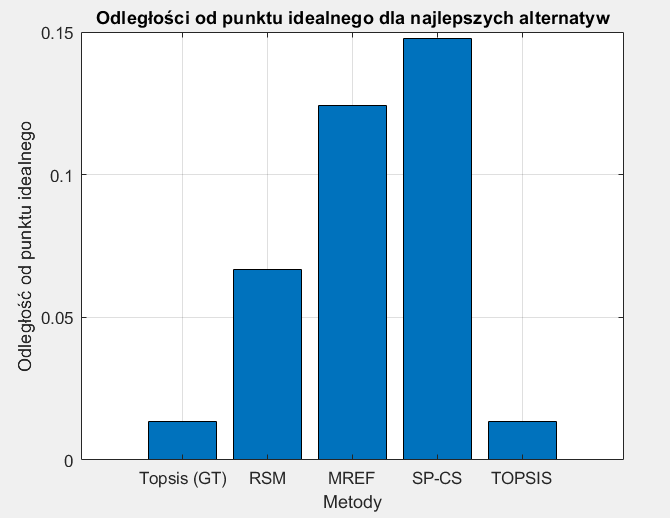 Odległości od punktu idealnego dla najlepszych alternatyw
Odległość od punktu idealnego
0.15
0.1
0.05
0
Topsis (GT) RSM MREF SP-CS TOPSIS
Metody